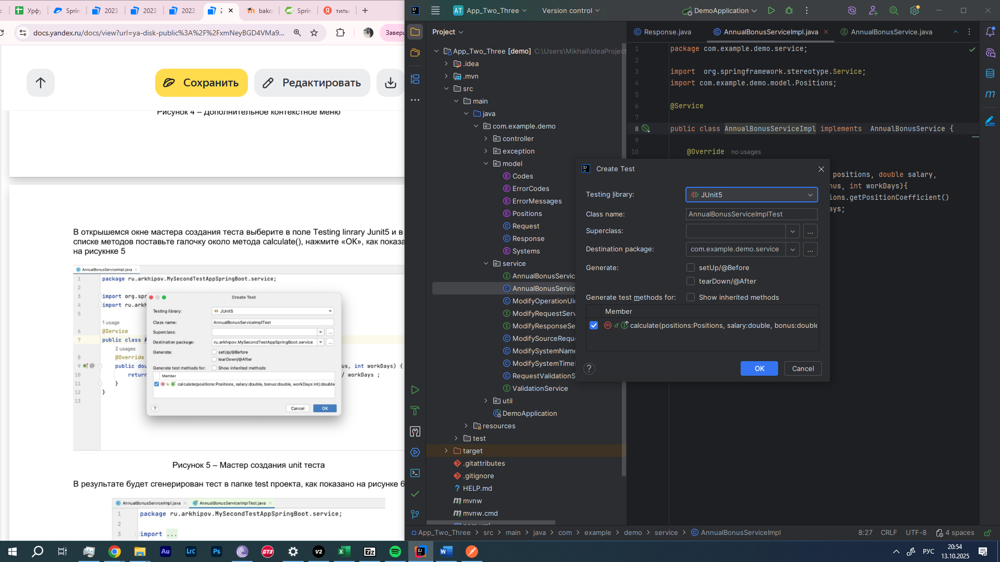 Урфу
Sprin
2023
2023
2023
2
bakc
Sprin
типы
docs.yandex.ru/docs/view?url=ya-disk-public%3A%2F%2FxmNeyBGD4VMa9...
Сохранить
Редактировать
Рисунок 4 – Дополнительное контекстное меню
В открышемся окне мастера создания теста выберите в поле Testing linrary Junit5 и в
списке методов поставьте галочку около метода calculate(), нажмите «ОК», как показа
на рисукнке 5
AnnualBonusServiceImpl.java
1 package ru.arkhipov.MySecondTestAppSpringBoot.service;
2
3 import org.spr
4 import ru.ark
5
1 usage
6 @Service
7 public class A
2 usages
8 @Override
9 public dou us, int workDays) {
10 return / workDays ;
11 }
12 }
13
Create Test
Testing library: JUnit5
Class name: AnnualBonusServiceImplTest
Superclass:
Destination package: ru.arkhipov.MySecondTestAppSpringBoot.service
Generate: setUp/@Before
tearDown/@After
Generate test methods for: Show inherited methods
Member
calculate(positions:Positions, salary:double, bonus:double, workDays:int):double
? Cancel OK
Рисунок 5 – Мастер создания unit теста
В результате будет сгенерирован тест в папке test проекта, как показано на рисунке 6
AnnualBonusServiceImpl.java AnnualBonusServiceImplTest.java
1 package ru.arkhipov.MySecondTestAppSpringBoot.service;
2
3 import ...
AT App_Two_Three Version control DemoApplication
Project
App_Two_Three [demo] C:\Users\Mikhail\IdeaProject
.idea
.mvn
src
main
java
com.example.demo
controller
exception
model
Codes
ErrorCodes
ErrorMessages
Positions
Request
Response
Systems
service
AnnualBonusServic
AnnualBonusServic
ModifyOperationUid
ModifyRequestServ
ModifyResponseSe
ModifySourceReque
ModifySystemName
ModifySystemTime
RequestValidationS
ValidationService
util
DemoApplication
resources
test
target
.gitattributes
.gitignore
HELP.md
mvnw
mvnw.cmd
Response.java AnnualBonusServiceImpl.java AnnualBonusService.java
1 package com.example.demo.service;
2
3 import org.springframework.stereotype.Service;
4 import com.example.demo.model.Positions;
5
6 @Service
7
8 public class AnnualBonusServiceImpl implements AnnualBonusService {
9
10 @Override no usages
positions, double salary,
nus, int workDays){
ions.getPositionCoefficient()
ays;
Create Test
Testing library: JUnit5
Class name: AnnualBonusServiceImplTest
Superclass:
Destination package: com.example.demo.service
Generate: setUp/@Before
tearDown/@After
Generate test methods for: Show inherited methods
Member
calculate(positions:Positions, salary:double, bonus:double
? OK Cancel
App_Two_Three > src > main > java > com > example > demo > service > AnnualBonusServiceImpl
8:27 CRLF UTF-8 4 spaces
Au
Lrc
Ps
GT3
V2
7z
РУС
20:54
13.10.2025